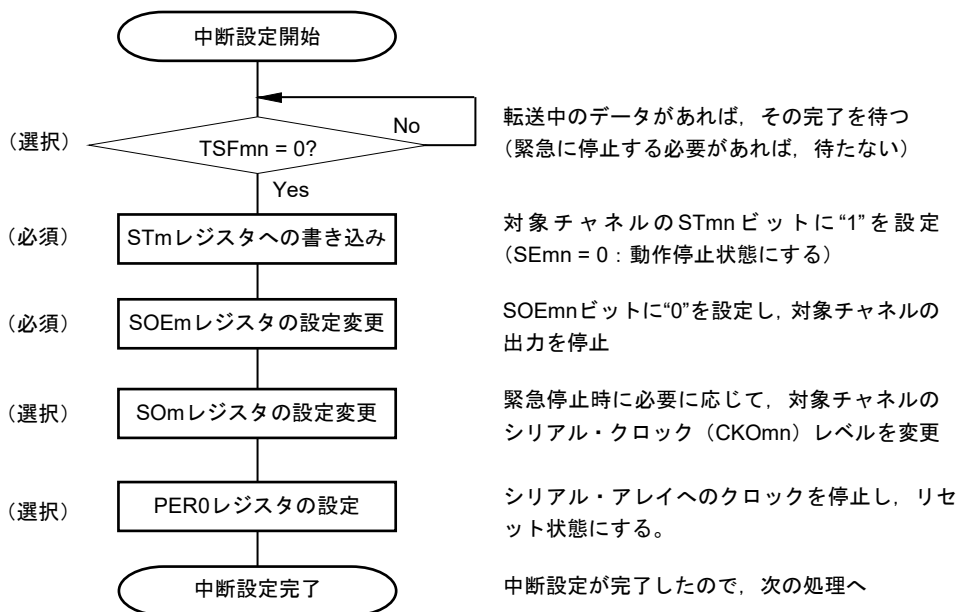 中断設定開始
転送中のデータがあれば，その完了を待つ
（選択）
TSFmn = 0?
No
（緊急に停止する必要があれば，待たない）
Yes
（必須）
STmレジスタへの書き込み
対象チャネルのSTmnビットに“1”を設定
（SEmn = 0：動作停止状態にする）
（必須）
SOEmレジスタの設定変更
SOEmnビットに“0”を設定し，対象チャネルの
出力を停止
（選択）
SOmレジスタの設定変更
緊急停止時に必要に応じて，対象チャネルの
シリアル・クロック（CKOmn）レベルを変更
（選択）
PER0レジスタの設定
シリアル・アレイへのクロックを停止し，リセ
ット状態にする。
中断設定完了
中断設定が完了したので，次の処理へ